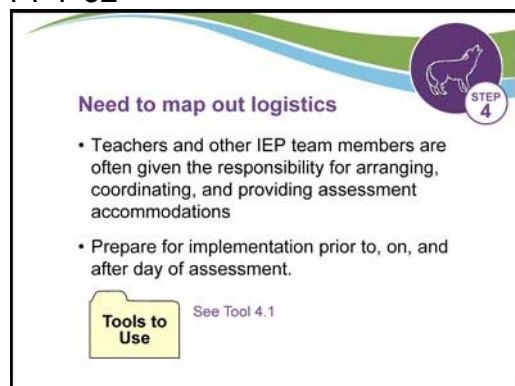 STEP
4
Need to map out logistics
• Teachers and other IEP team members are
often given the responsibility for arranging,
coordinating, and providing assessment
accommodations
• Prepare for implementation prior to, on, and
after day of assessment.
Tools to
Use
See Tool 4.1